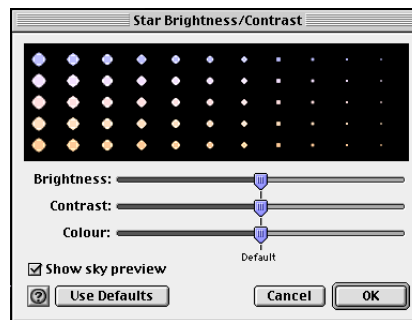 Star Brightness/Contrast
Brightness:
Contrast:
Colour:
Default
Show sky preview
? Use Defaults Cancel OK